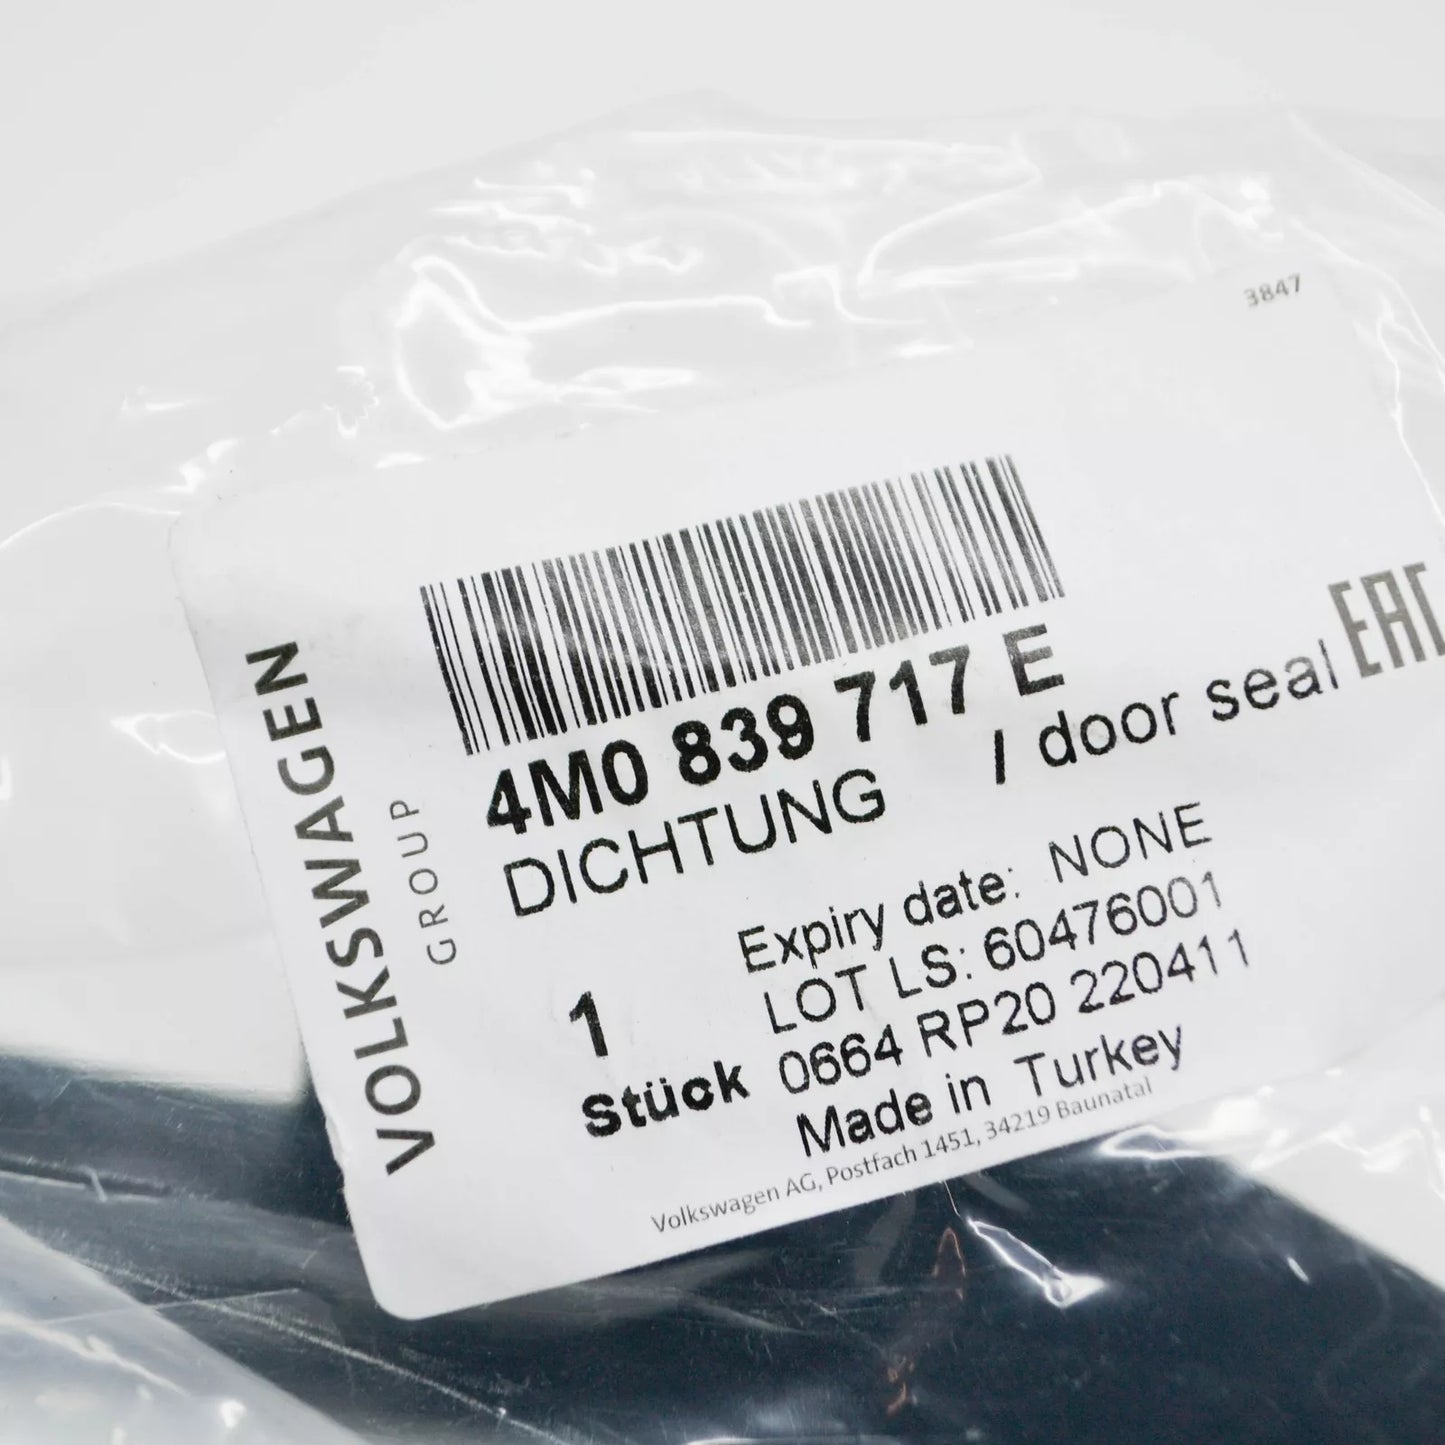 3847
4M0 839 717 E
DICHTUNG / door seal
EAC
Expiry date: NONE
LOT LS: 60476001
1
Stück 0664 RP20 220411
Made in Turkey
Volkswagen AG, Postfach 1451, 34219 Baunatal
VOLKSWAGEN
GROUP